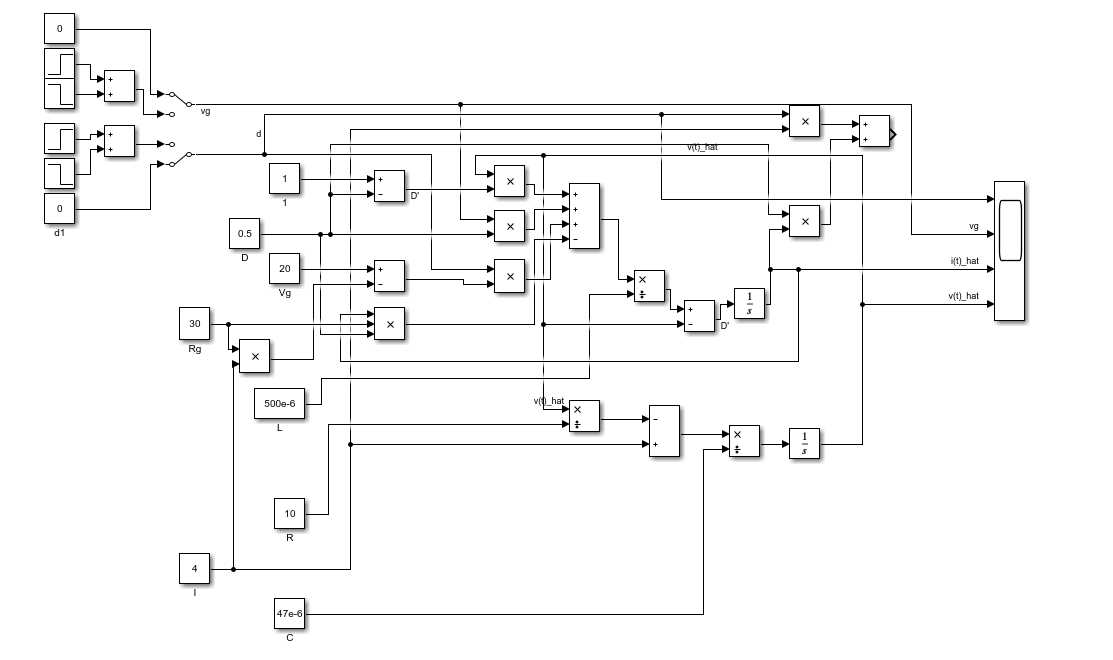 0
vg
d
v(t)_hat
1
1
D'
0.5
D
20
Vg
vg
i(t)_hat
v(t)_hat
0
d1
1
s
D'
30
Rg
500e-6
L
v(t)_hat
1
s
10
R
4
I
47e-6
C